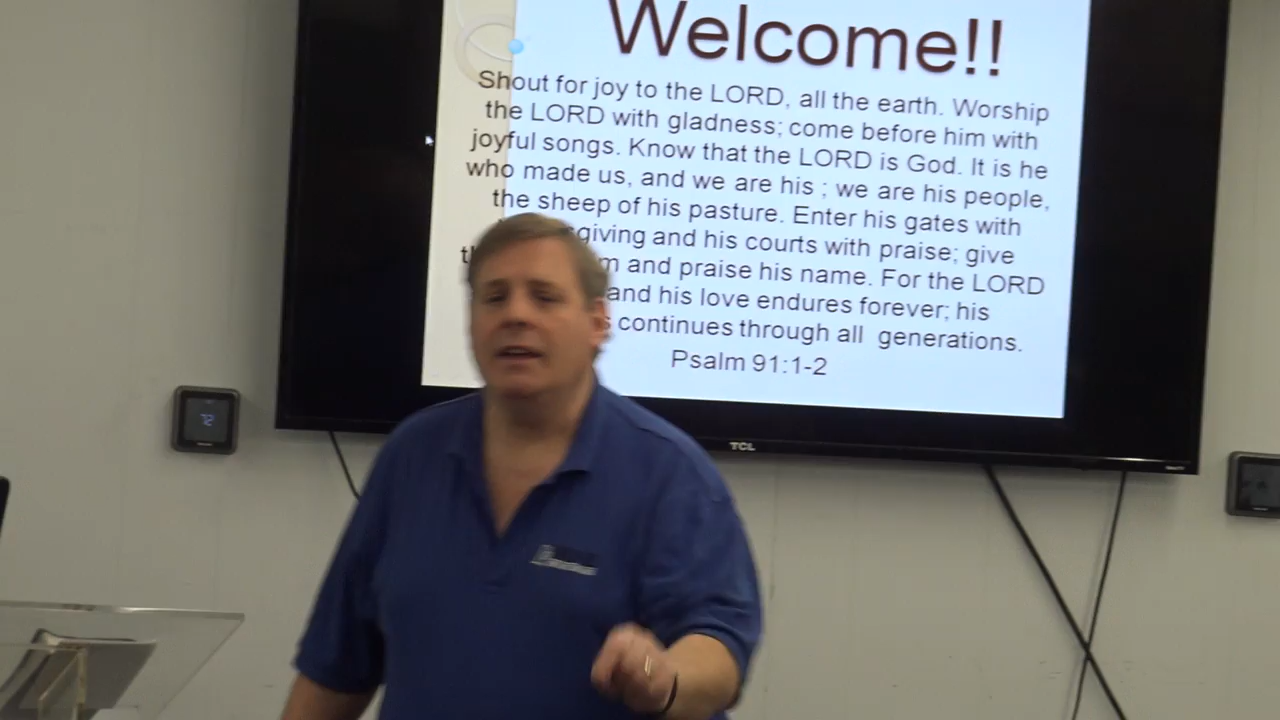 Welcome!!
Shout for joy to the LORD, all the earth. Worship
the LORD with gladness; come before him with
joyful songs. Know that the LORD is God. It is he
who made us, and we are his ; we are his people,
the sheep of his pasture. Enter his gates with
giving and his courts with praise; give
and praise his name. For the LORD
and his love endures forever; his
continues through all generations.
Psalm 91:1-2
72
TCL